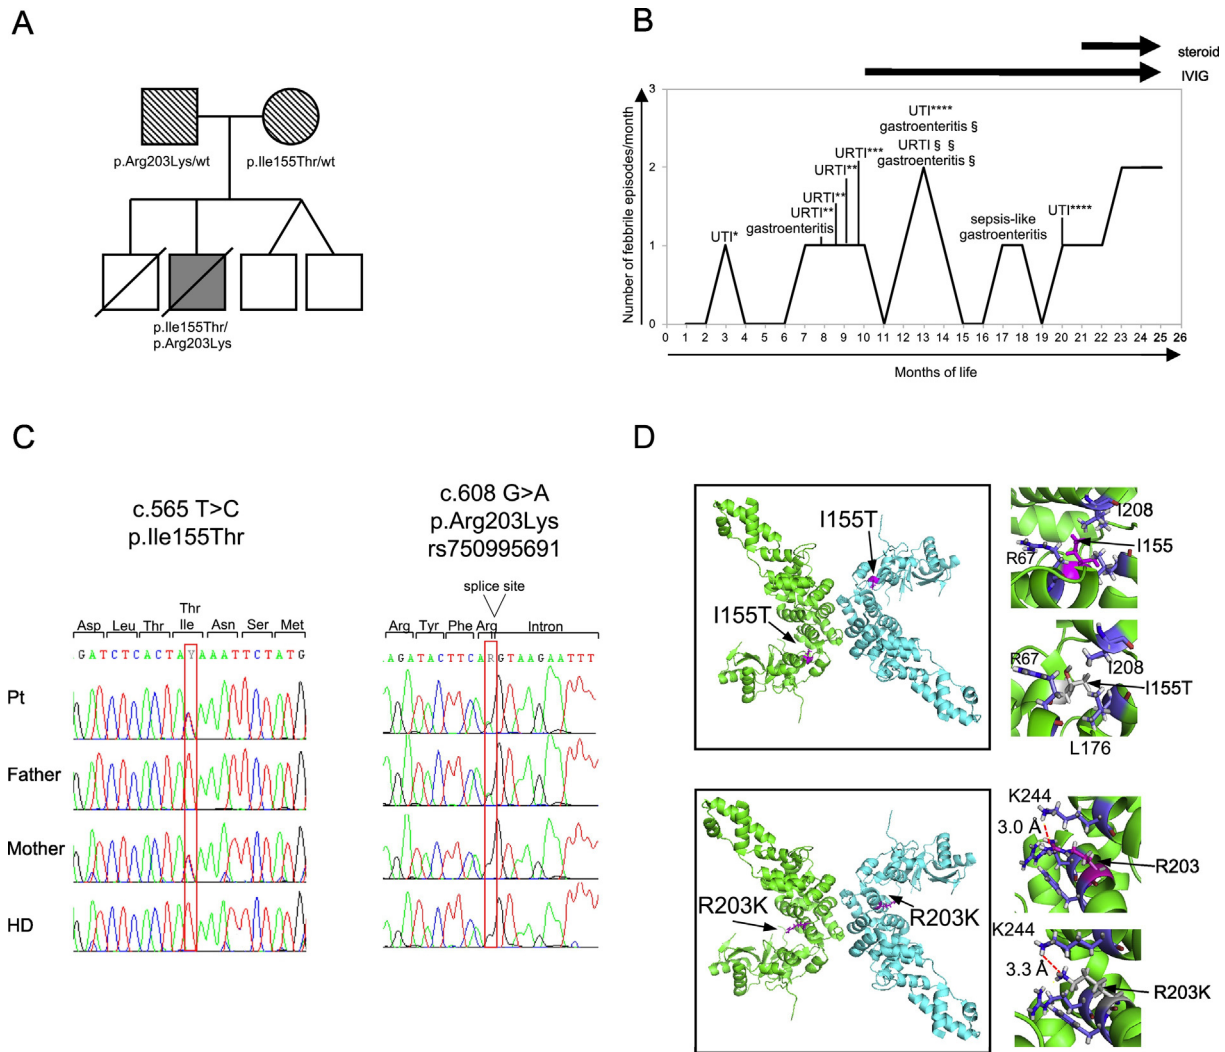 A
p.Arg203Lys/wt
p.Ile155Thr/wt
p.Ile155Thr/
p.Arg203Lys
B
steroid
IVIG
Number of febbrile episodes/month
3
2
1
0
UTI*
gastroenteritis
URTI**
URTI**
URTI**
URTI***
UTI****
gastroenteritis §
URTI § §
gastroenteritis §
sepsis-like
gastroenteritis
UTI****
0 1 2 3 4 5 6 7 8 9 10 11 12 13 14 15 16 17 18 19 20 21 22 23 24 25 26
Months of life
C
c.565 T>C
p.Ile155Thr
Thr
Asp Leu Thr Ile Asn Ser Met
GATCTCACTAYAAATTCTATG
c.608 G>A
p.Arg203Lys
rs750995691
splice site
Arg Tyr Phe Arg Intron
AGATACTTCARGTAAGAATTT
Pt
Father
Mother
HD
D
I155T
I155T
I208
I155
R67
R67
I208
I155T
L176
R203K
R203K
K244
3.0 Å
R203
K244
3.3 Å
R203K